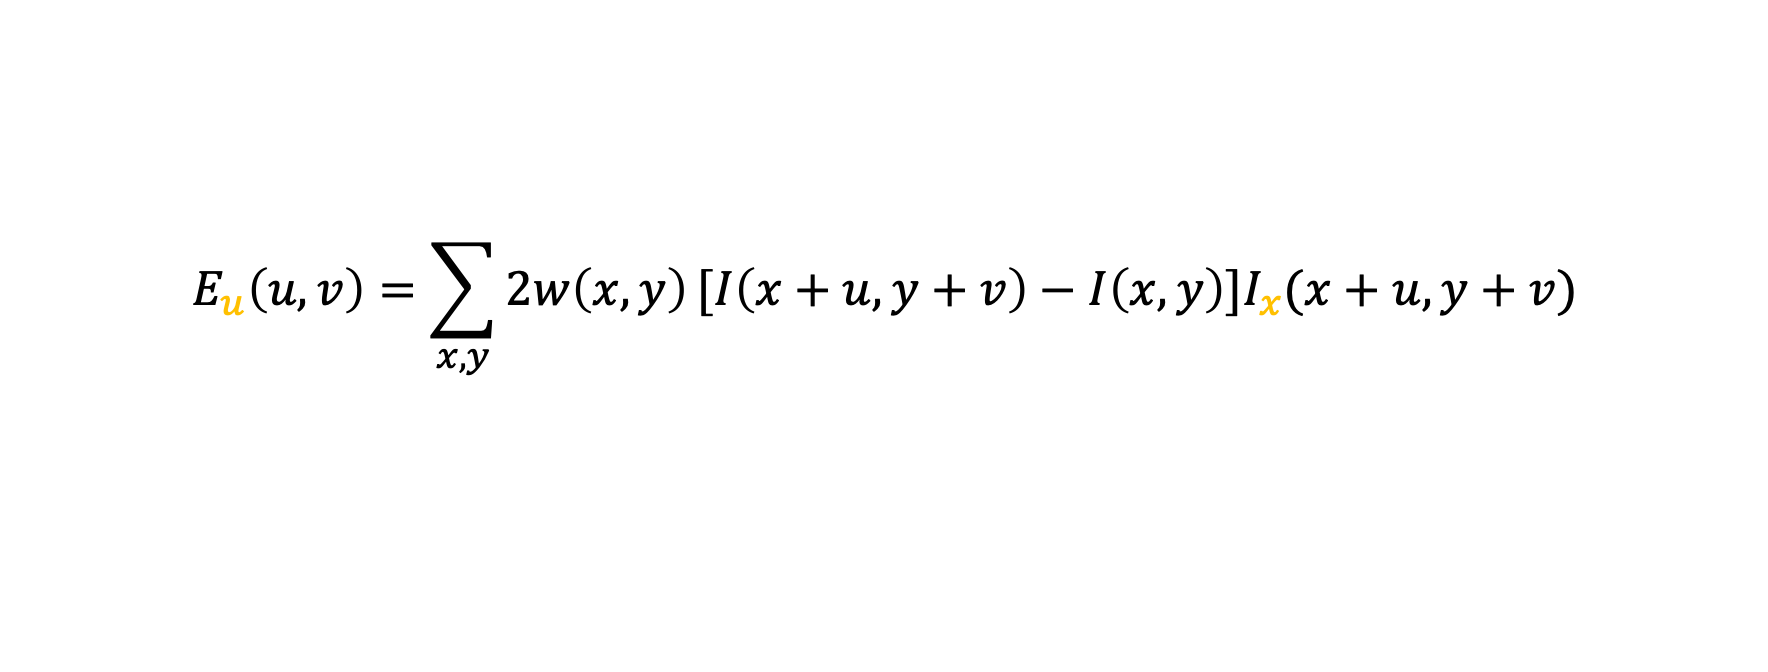 E_u(u, v) = ∑_{x,y} 2w(x, y) [I(x + u, y + v) − I(x, y)]I_x(x + u, y + v)